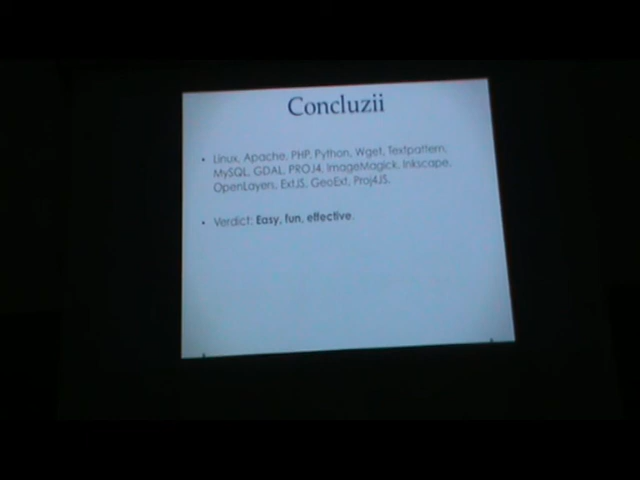 Concluzii
• Linux, Apache, PHP, Python, Wget, Textpattern,
MySQL, GDAL, PROJ4, ImageMagick, Inkscape,
OpenLayers, ExtJS, GeoExt, Proj4JS.
• Verdict: Easy, fun, effective.